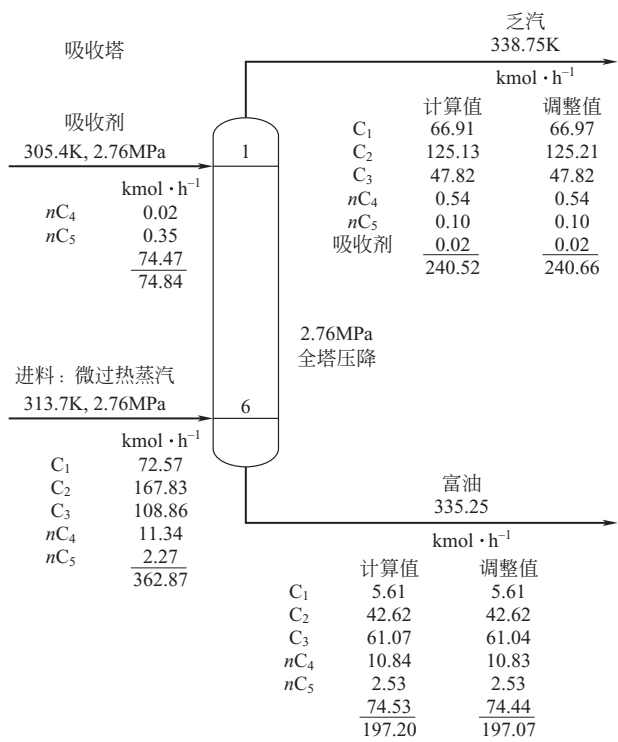 吸收塔
吸收剂
305.4K, 2.76MPa
kmol·h⁻¹
nC₄ 0.02
nC₅ 0.35
74.47
74.84
1
乏汽
338.75K
kmol·h⁻¹
计算值 调整值
C₁ 66.91 66.97
C₂ 125.13 125.21
C₃ 47.82 47.82
nC₄ 0.54 0.54
nC₅ 0.10 0.10
吸收剂 0.02 0.02
240.52 240.66
2.76MPa
全塔压降
进料：微过热蒸汽
313.7K, 2.76MPa
6
kmol·h⁻¹
C₁ 72.57
C₂ 167.83
C₃ 108.86
nC₄ 11.34
nC₅ 2.27
362.87
富油
335.25
kmol·h⁻¹
计算值 调整值
C₁ 5.61 5.61
C₂ 42.62 42.62
C₃ 61.07 61.04
nC₄ 10.84 10.83
nC₅ 2.53 2.53
74.53 74.44
197.20 197.07